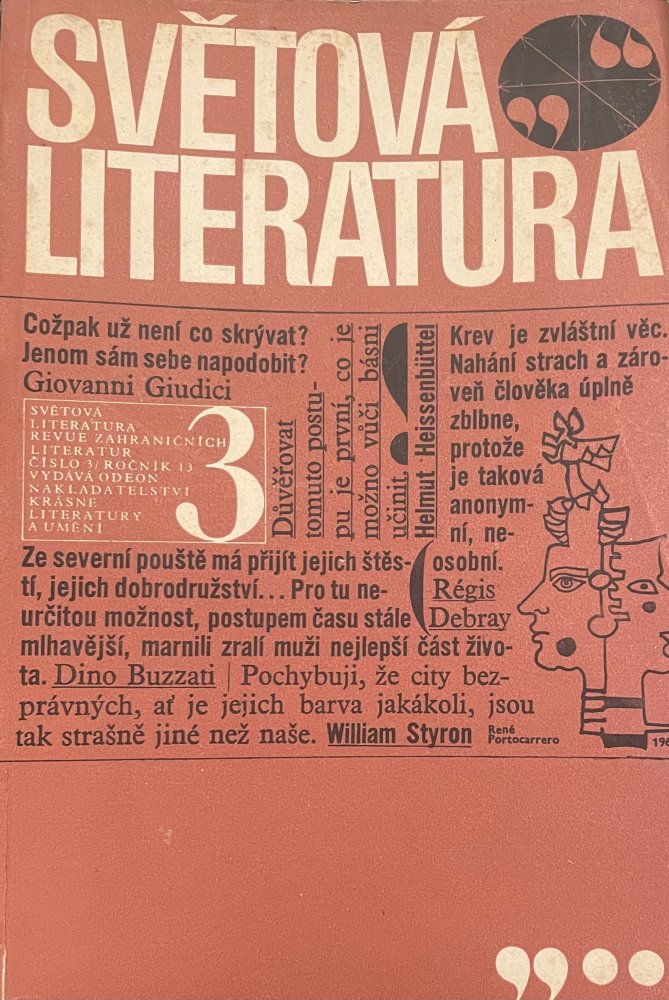 SVĚTOVÁ
LITERATURA
Cožpak už není co skrývat?
Jenom sám sebe napodobit?
Giovanni Giudici
SVĚTOVÁ
LITERATURA
REVUE ZAHRANIČNÍCH
LITERATUR
ČÍSLO 3/ROČNÍK 13
VYDÁVÁ ODEON
NAKLADATELSTVÍ
KRÁSNÉ
LITERATURY
A UMĚNÍ
3
Důvěřovat
tomuto postu-
pu je první, co je
možno vůči básni
učinit.
Helmut Heissenbüttel
Krev je zvláštní věc.
Nahání strach a záro-
veň člověka úplně
zblbne,
protože
je taková
anonym-
ní, ne-
osobní.
Régis
Debray
Ze severní pouště má přijít jejich štěs-
tí, jejich dobrodružství... Pro tu ne-
určitou možnost, postupem času stále
mlhavější, marnili zralí muži nejlepší část živo-
ta. Dino Buzzati | Pochybuji, že city bez-
právných, ať je jejich barva jakákoli, jsou
tak strašně jiné než naše. William Styron
René
Portocarrero
196